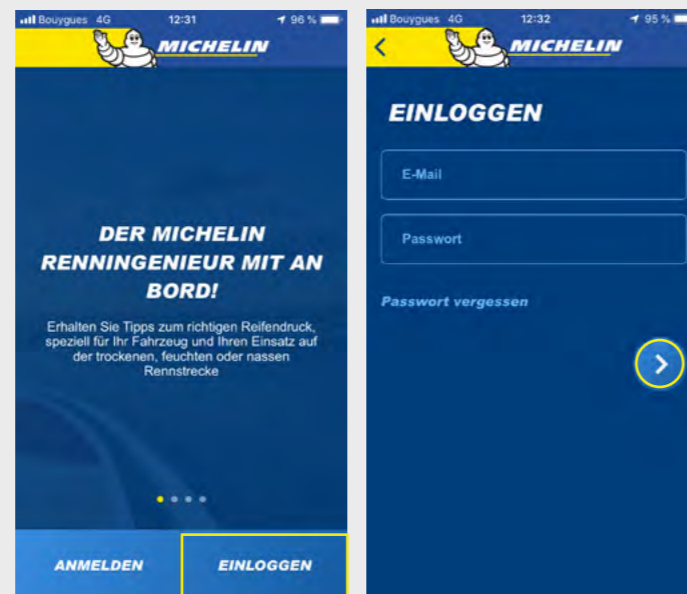 Bouygues 4G 12:31 96 %
MICHELIN
DER MICHELIN
RENNINGENIEUR MIT AN
BORD!
Erhalten Sie Tipps zum richtigen Reifendruck,
speziell für Ihr Fahrzeug und Ihren Einsatz auf
der trockenen, feuchten oder nassen
Rennstrecke
ANMELDEN
EINLOGGEN
Bouygues 4G 12:32 95 %
MICHELIN
EINLOGGEN
E-Mail
Passwort
Passwort vergessen